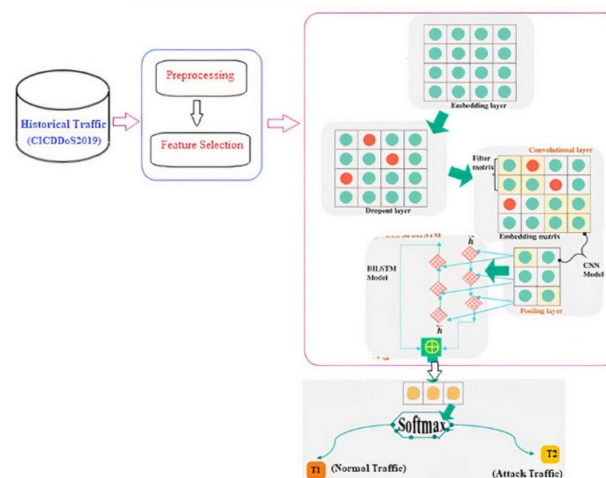 Historical Traffic
(CICDDoS2019)
Preprocessing
Feature Selection
Embedding layer
Dropout layer
Convolutional layer
Filter
matrix
Embedding matrix
CNN
Model
Pooling layer
BILSTM
Model
h
h
Softmax
T1
(Normal Traffic)
T2
(Attack Traffic)